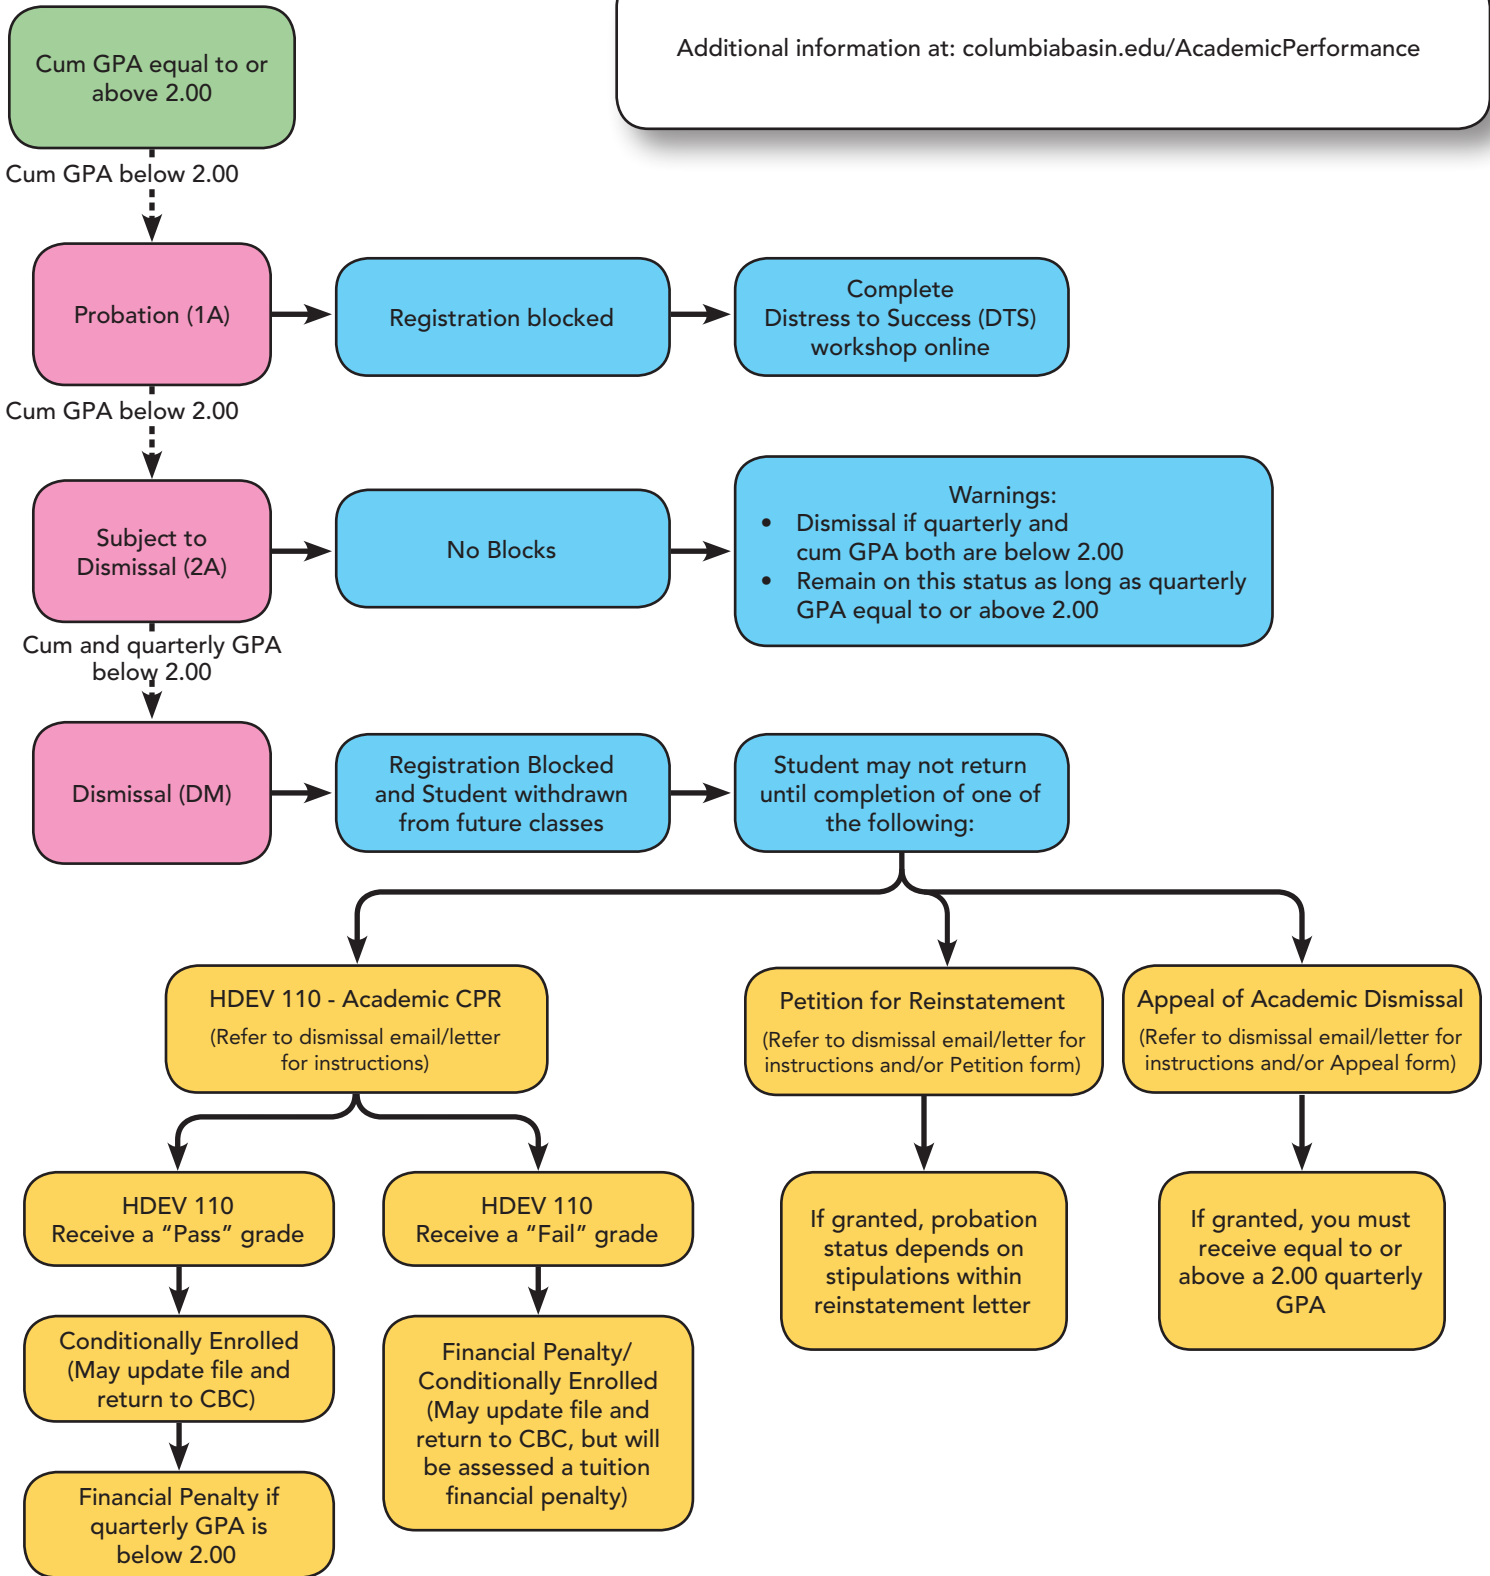 Cum GPA equal to or
above 2.00
Additional information at: columbiabasin.edu/AcademicPerformance
Cum GPA below 2.00
Probation (1A)
Registration blocked
Complete
Distress to Success (DTS)
workshop online
Cum GPA below 2.00
Subject to
Dismissal (2A)
No Blocks
Warnings:
• Dismissal if quarterly and
cum GPA both are below 2.00
• Remain on this status as long as quarterly
GPA equal to or above 2.00
Cum and quarterly GPA
below 2.00
Dismissal (DM)
Registration Blocked
and Student withdrawn
from future classes
Student may not return
until completion of one of
the following:
HDEV 110 - Academic CPR
(Refer to dismissal email/letter
for instructions)
Petition for Reinstatement
(Refer to dismissal email/letter for
instructions and/or Petition form)
Appeal of Academic Dismissal
(Refer to dismissal email/letter for
instructions and/or Appeal form)
HDEV 110
Receive a “Pass” grade
HDEV 110
Receive a “Fail” grade
If granted, probation
status depends on
stipulations within
reinstatement letter
If granted, you must
receive equal to or
above a 2.00 quarterly
GPA
Conditionally Enrolled
(May update file and
return to CBC)
Financial Penalty/
Conditionally Enrolled
(May update file and
return to CBC, but will
be assessed a tuition
financial penalty)
Financial Penalty if
quarterly GPA is
below 2.00